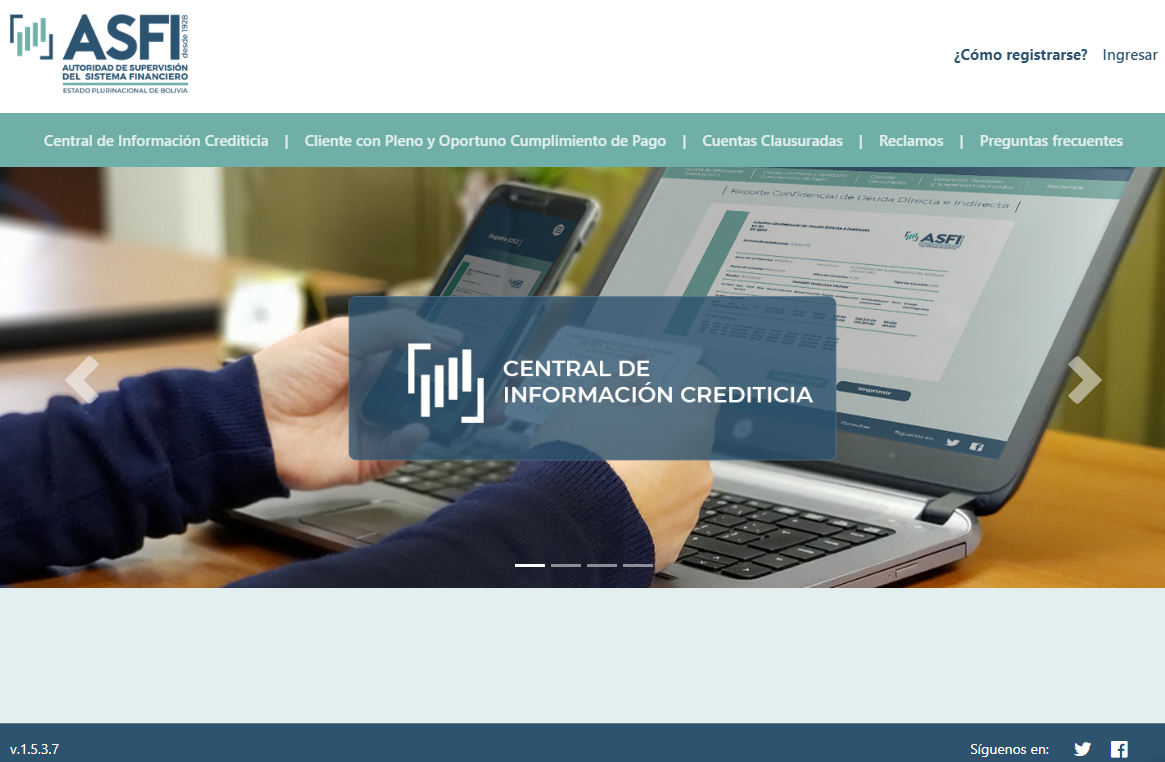 ASFI
desde 1928
AUTORIDAD DE SUPERVISIÓN
DEL SISTEMA FINANCIERO
ESTADO PLURINACIONAL DE BOLIVIA
¿Cómo registrarse? Ingresar
Central de Información Crediticia | Cliente con Pleno y Oportuno Cumplimiento de Pago | Cuentas Clausuradas | Reclamos | Preguntas frecuentes
Reporte Confidencial de Deuda Directa e Indirecta
ASFI
CENTRAL DE
INFORMACIÓN CREDITICIA
Imprimir
v.1.5.3.7
Síguenos en: